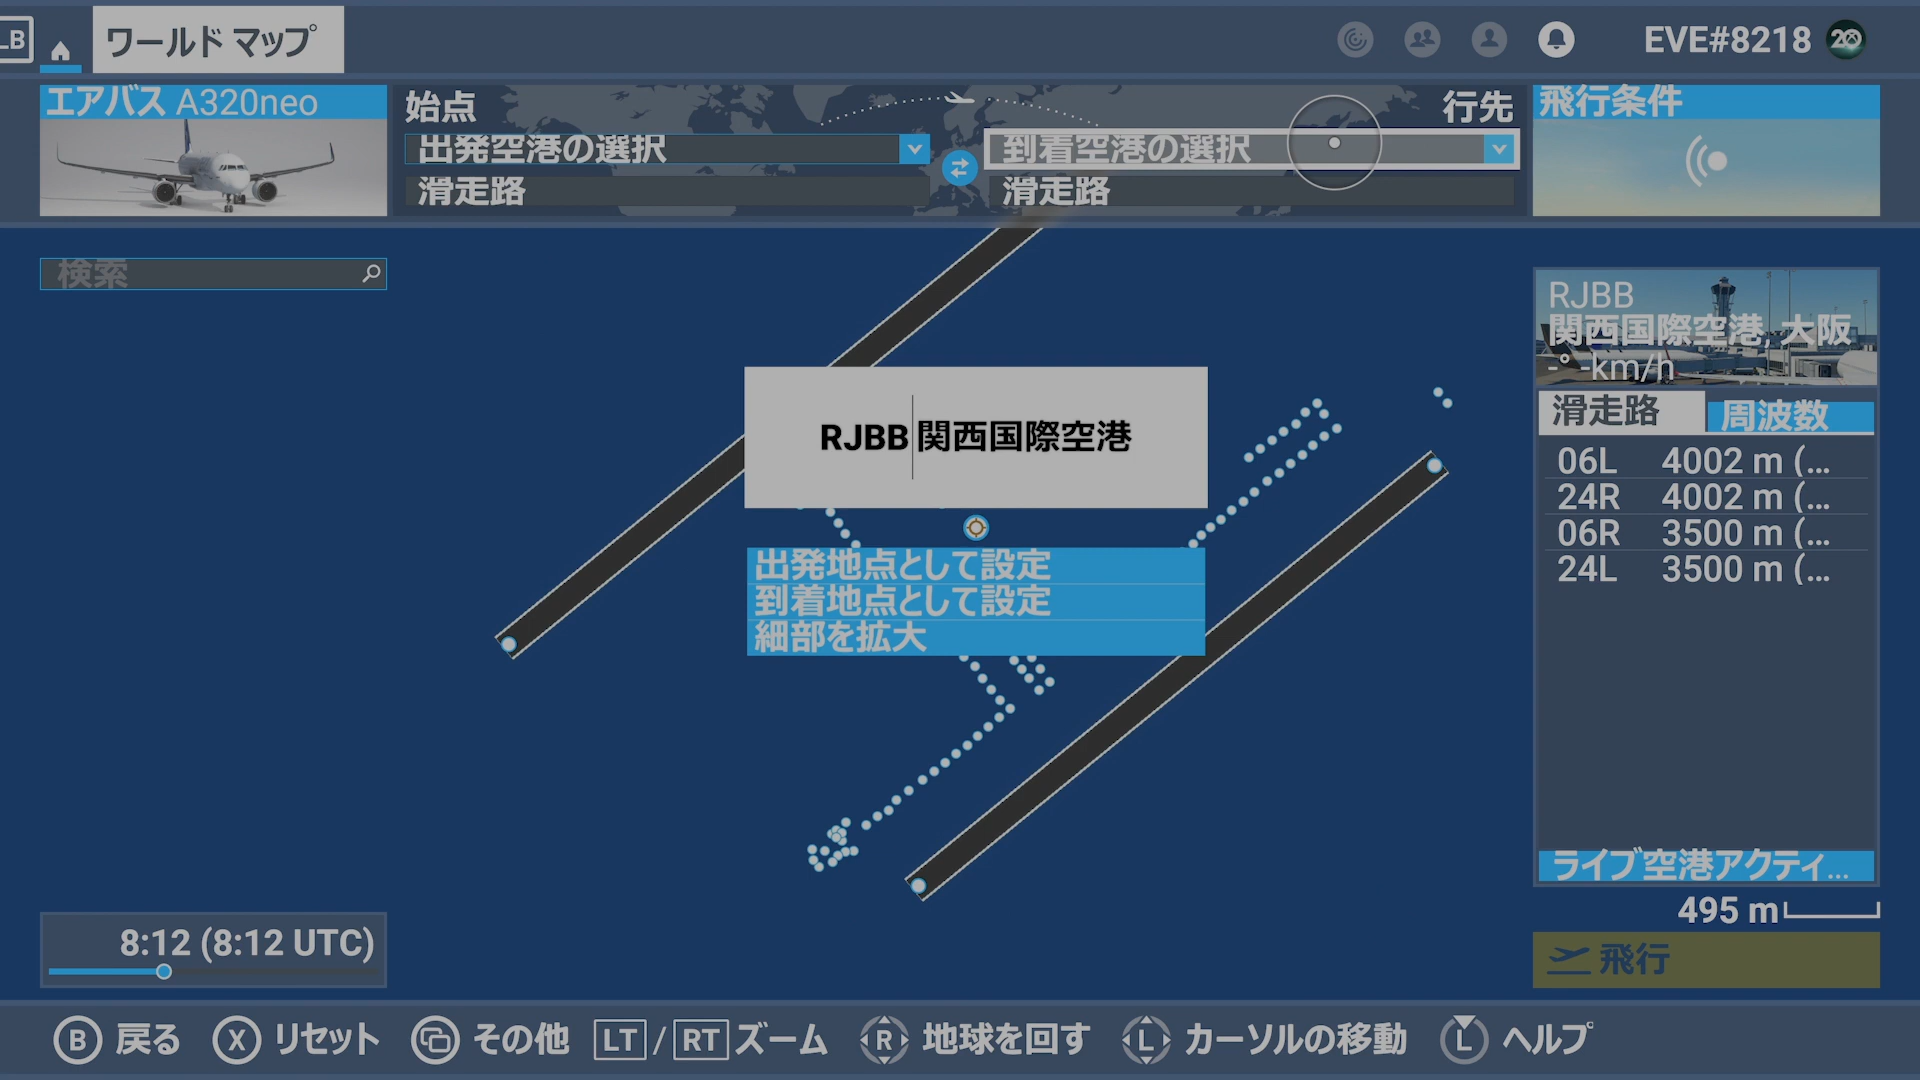 LB
ワールド マップ
EVE#8218
20
エアバス A320neo
始点
行先
飛行条件
出発空港の選択
到着空港の選択
滑走路
滑走路
検索
RJBB
関西国際空港, 大阪
-° -km/h
滑走路
周波数
06L 4002 m (...
24R 4002 m (...
06R 3500 m (...
24L 3500 m (...
RJBB 関西国際空港
出発地点として設定
到着地点として設定
細部を拡大
ライブ空港アクティ...
495 m
8:12 (8:12 UTC)
飛行
B 戻る X リセット その他 LT / RT ズーム R 地球を回す L カーソルの移動 L ヘルプ